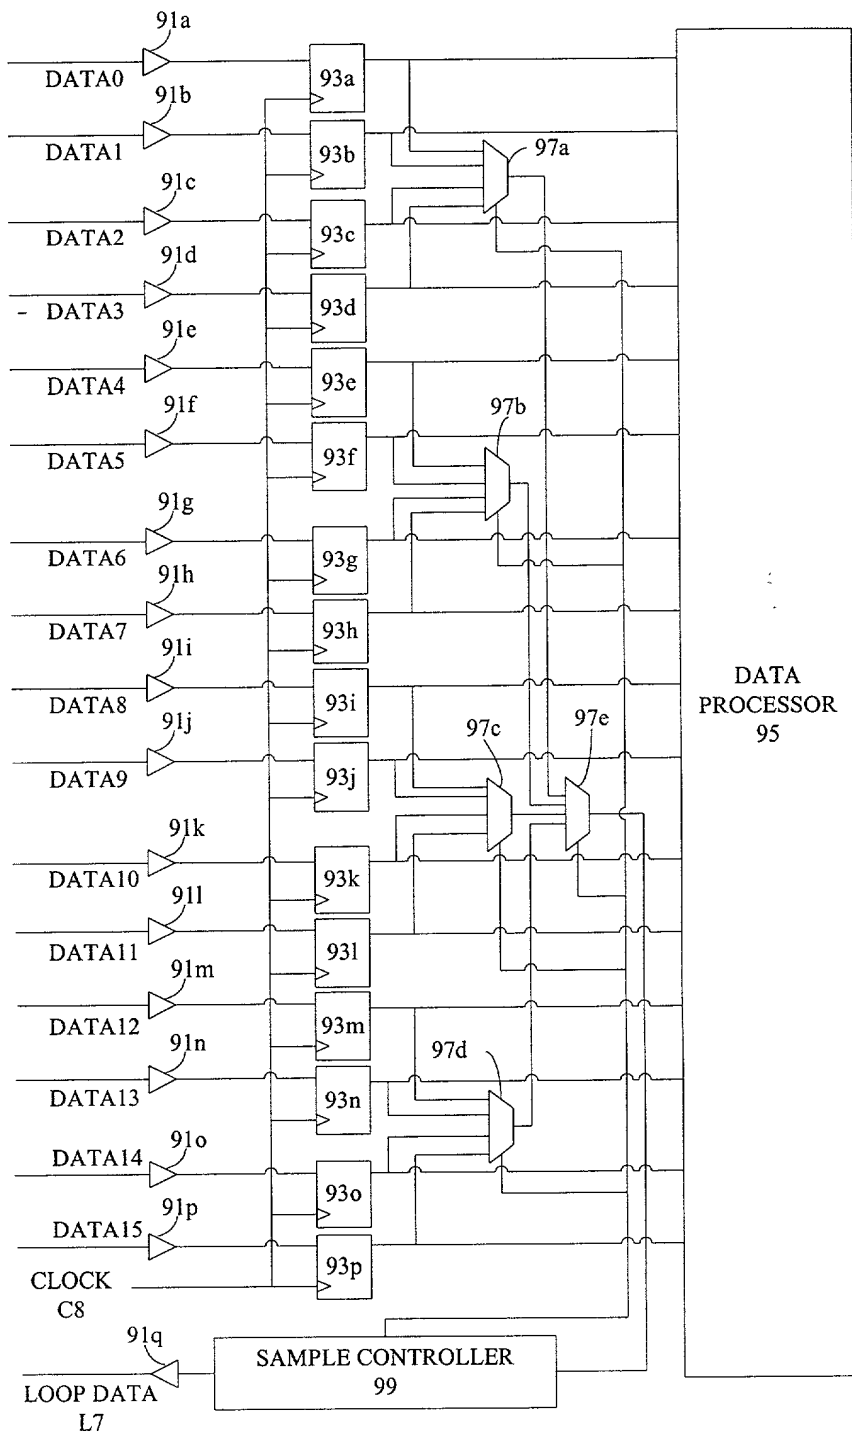 91a
DATA0
93a
91b
DATA1
93b
97a
91c
DATA2
93c
91d
DATA3
93d
91e
DATA4
93e
91f
DATA5
93f
97b
91g
DATA6
93g
91h
DATA7
93h
91i
DATA8
93i
91j
DATA9
93j
97c
97e
DATA
PROCESSOR
95
91k
DATA10
93k
91l
DATA11
93l
91m
DATA12
93m
91n
DATA13
93n
97d
91o
DATA14
93o
91p
DATA15
93p
CLOCK
C8
91q
LOOP DATA
L7
SAMPLE CONTROLLER
99